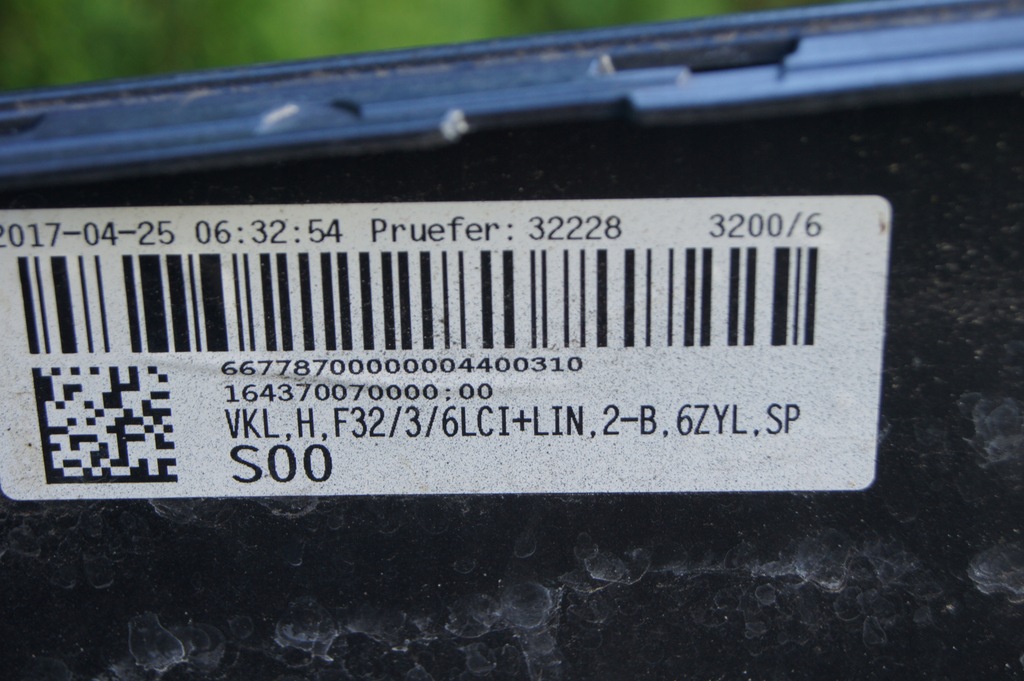 2017-04-25 06:32:54 Pruefer: 32228 3200/6
66778700000004400310
164370070000:00
VKL,H,F32/3/6LCI+LIN,2-B,6ZYL,SP
S00